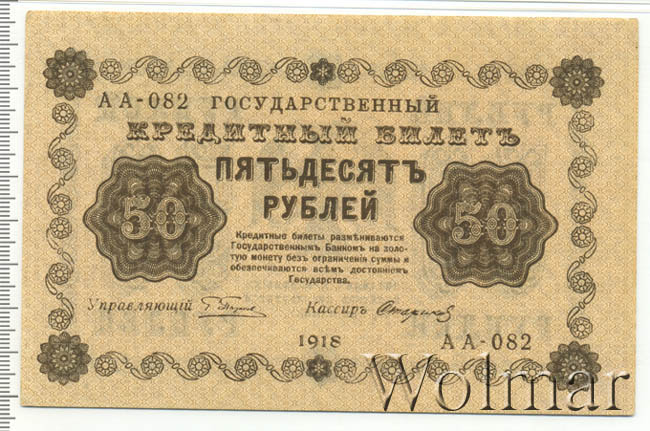 АА-082 ГОСУДАРСТВЕННЫЙ
КРЕДИТНЫЙ БИЛЕТЪ
ПЯТЬДЕСЯТЪ
РУБЛЕЙ
50
50
Кредитные билеты размѣниваются
Государственнымъ Банкомъ на золо-
тую монету безъ ограниченія суммы и
обезпечиваются всѣмъ достояніемъ
Государства.
Управляющій
Кассиръ
1918
АА-082
Wolmar